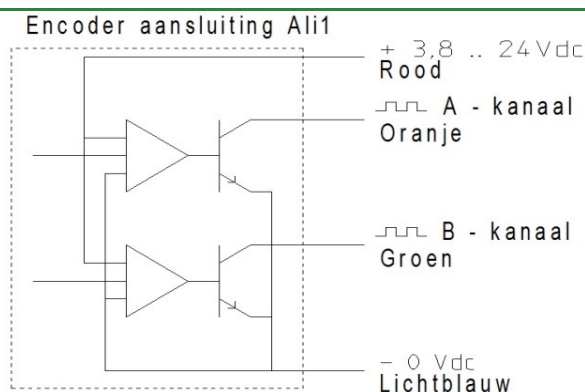 Encoder aansluiting Ali1
+ 3,8 .. 24Vdc
Rood
A - kanaal
Oranje
B - kanaal
Groen
- 0 Vdc
Lichtblauw